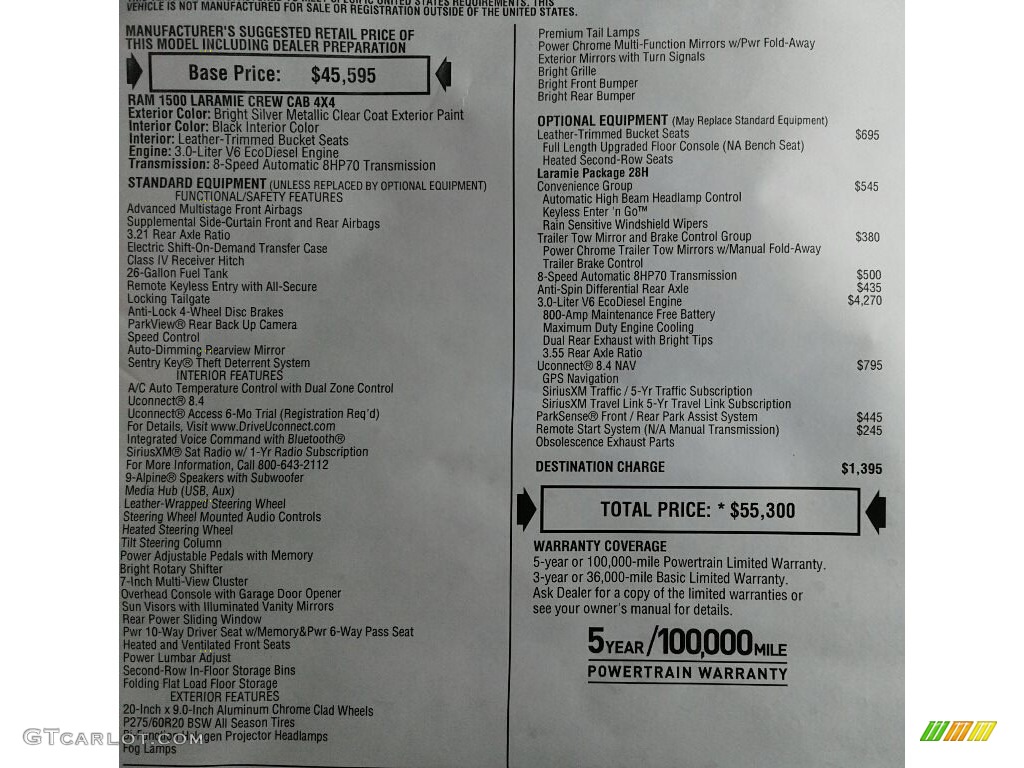 VEHICLE IS NOT MANUFACTURED FOR SALE OR REGISTRATION OUTSIDE OF THE UNITED STATES.
MANUFACTURER'S SUGGESTED RETAIL PRICE OF
THIS MODEL INCLUDING DEALER PREPARATION
Base Price: $45,595
RAM 1500 LARAMIE CREW CAB 4X4
Exterior Color: Bright Silver Metallic Clear Coat Exterior Paint
Interior Color: Black Interior Color
Interior: Leather-Trimmed Bucket Seats
Engine: 3.0-Liter V6 EcoDiesel Engine
Transmission: 8-Speed Automatic 8HP70 Transmission
STANDARD EQUIPMENT (UNLESS REPLACED BY OPTIONAL EQUIPMENT)
FUNCTIONAL/SAFETY FEATURES
Advanced Multistage Front Airbags
Supplemental Side-Curtain Front and Rear Airbags
3.21 Rear Axle Ratio
Electric Shift-On-Demand Transfer Case
Class IV Receiver Hitch
26-Gallon Fuel Tank
Remote Keyless Entry with All-Secure
Locking Tailgate
Anti-Lock 4-Wheel Disc Brakes
ParkView® Rear Back Up Camera
Speed Control
Auto-Dimming Rearview Mirror
Sentry Key® Theft Deterrent System
INTERIOR FEATURES
A/C Auto Temperature Control with Dual Zone Control
Uconnect® 8.4
Uconnect® Access 6-Mo Trial (Registration Req'd)
For Details, Visit www.DriveUconnect.com
Integrated Voice Command with Bluetooth®
SiriusXM® Sat Radio w/ 1-Yr Radio Subscription
For More Information, Call 800-643-2112
9-Alpine® Speakers with Subwoofer
Media Hub (USB, Aux)
Leather-Wrapped Steering Wheel
Steering Wheel Mounted Audio Controls
Heated Steering Wheel
Tilt Steering Column
Power Adjustable Pedals with Memory
Bright Rotary Shifter
7-Inch Multi-View Cluster
Overhead Console with Garage Door Opener
Sun Visors with Illuminated Vanity Mirrors
Rear Power Sliding Window
Pwr 10-Way Driver Seat w/Memory&Pwr 6-Way Pass Seat
Heated and Ventilated Front Seats
Power Lumbar Adjust
Second-Row In-Floor Storage Bins
Folding Flat Load Floor Storage
EXTERIOR FEATURES
20-Inch x 9.0-Inch Aluminum Chrome Clad Wheels
P275/60R20 BSW All Season Tires
Bi-Function Halogen Projector Headlamps
Fog Lamps
Premium Tail Lamps
Power Chrome Multi-Function Mirrors w/Pwr Fold-Away
Exterior Mirrors with Turn Signals
Bright Grille
Bright Front Bumper
Bright Rear Bumper
OPTIONAL EQUIPMENT (May Replace Standard Equipment)
Leather-Trimmed Bucket Seats $695
Full Length Upgraded Floor Console (NA Bench Seat)
Heated Second-Row Seats
Laramie Package 28H
Convenience Group $545
Automatic High Beam Headlamp Control
Keyless Enter 'n Go™
Rain Sensitive Windshield Wipers
Trailer Tow Mirror and Brake Control Group $380
Power Chrome Trailer Tow Mirrors w/Manual Fold-Away
Trailer Brake Control
8-Speed Automatic 8HP70 Transmission $500
Anti-Spin Differential Rear Axle $435
3.0-Liter V6 EcoDiesel Engine $4,270
800-Amp Maintenance Free Battery
Maximum Duty Engine Cooling
Dual Rear Exhaust with Bright Tips
3.55 Rear Axle Ratio
Uconnect® 8.4 NAV $795
GPS Navigation
SiriusXM Traffic / 5-Yr Traffic Subscription
SiriusXM Travel Link 5-Yr Travel Link Subscription
ParkSense® Front / Rear Park Assist System $445
Remote Start System (N/A Manual Transmission) $245
Obsolescence Exhaust Parts
DESTINATION CHARGE $1,395
TOTAL PRICE: * $55,300
WARRANTY COVERAGE
5-year or 100,000-mile Powertrain Limited Warranty.
3-year or 36,000-mile Basic Limited Warranty.
Ask Dealer for a copy of the limited warranties or
see your owner's manual for details.
5 YEAR/100,000 MILE
POWERTRAIN WARRANTY
GTCARLOT.COM